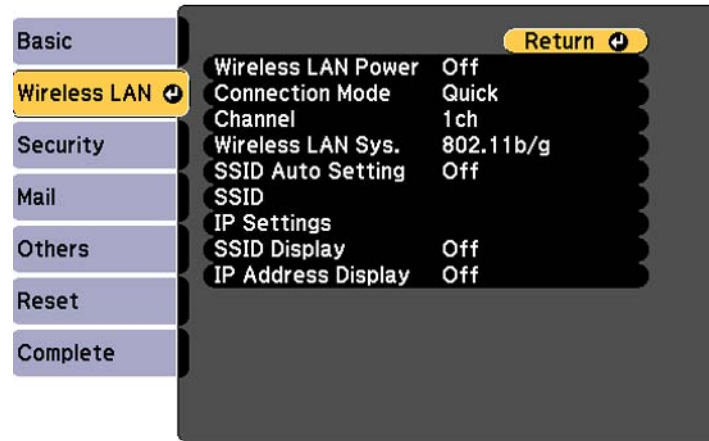 Basic
Wireless LAN
Security
Mail
Others
Reset
Complete
Return
Wireless LAN Power Off
Connection Mode Quick
Channel 1ch
Wireless LAN Sys. 802.11b/g
SSID Auto Setting Off
SSID
IP Settings
SSID Display Off
IP Address Display Off